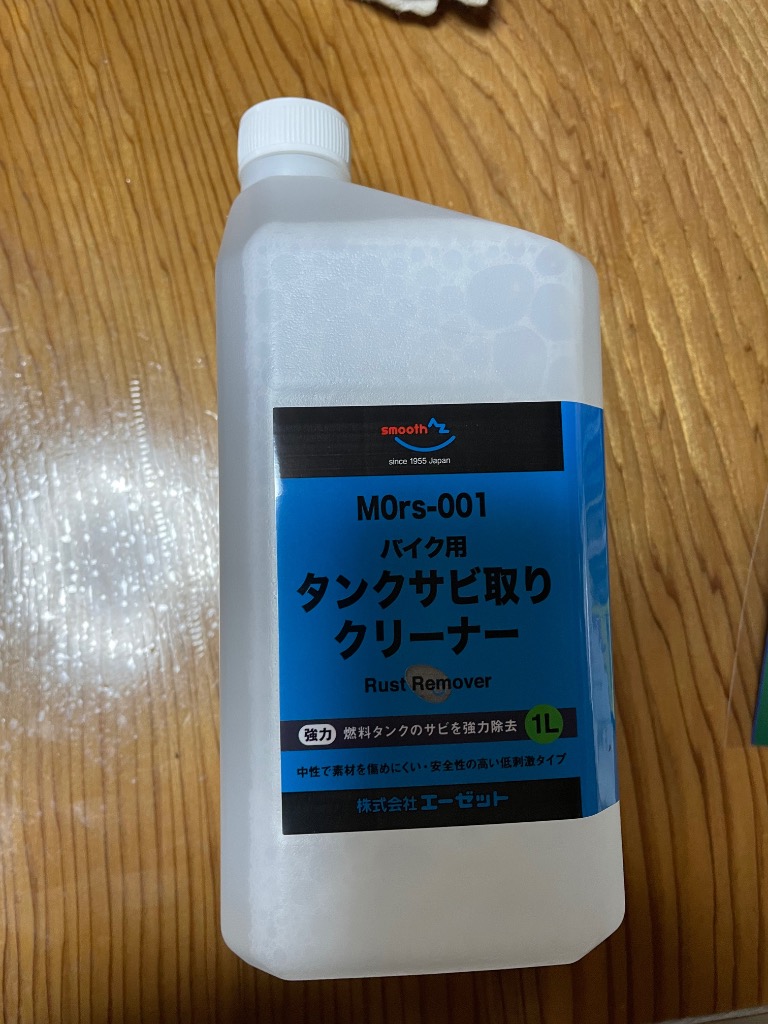 smooth AZ
since 1955 Japan
M0rs-001
バイク用
タンクサビ取り
クリーナー
Rust Remover
強力 燃料タンクのサビを強力除去 1L
中性で素材を傷めにくい・安全性の高い低刺激タイプ
株式会社エーゼット